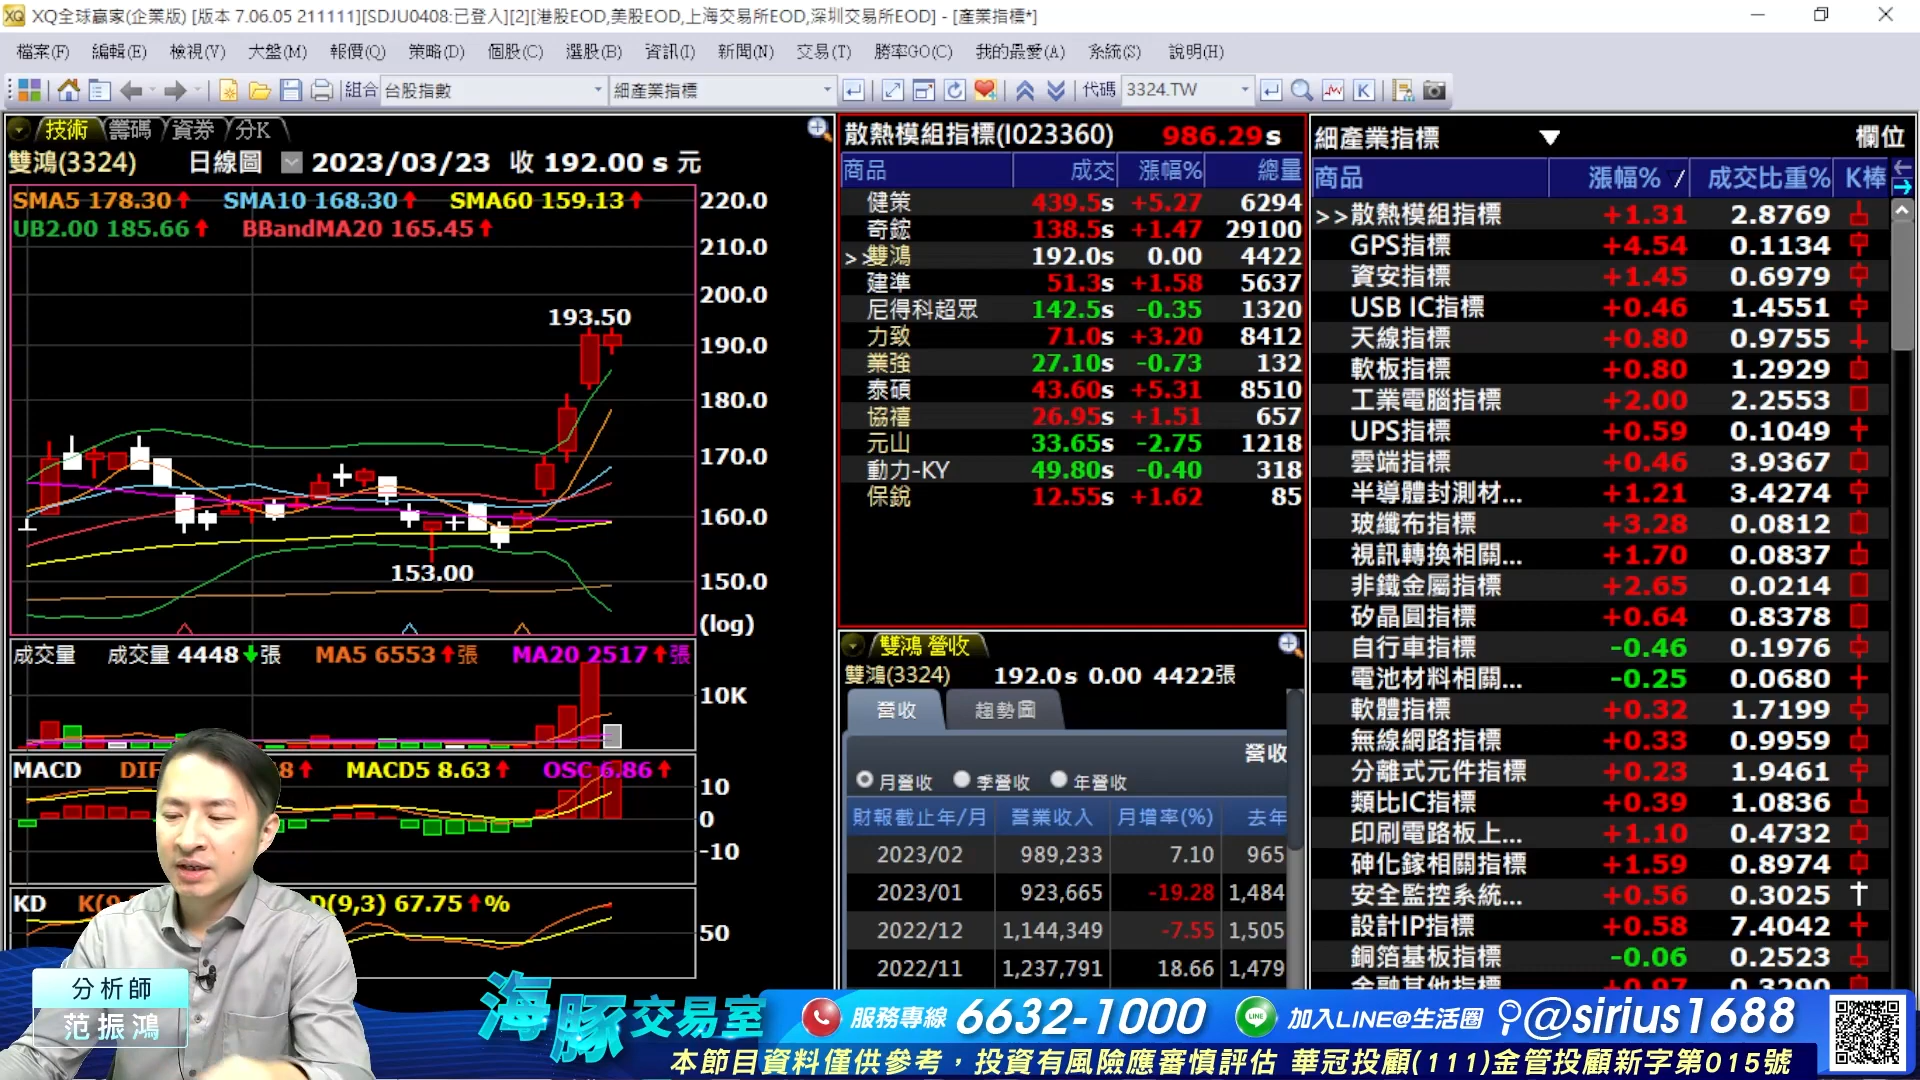 XQ全球贏家(企業版) [版本 7.06.05 211111][SDJU0408:已登入][2][港股EOD,美股EOD,上海交易所EOD,深圳交易所EOD] - [產業指標*]
檔案(F) 編輯(E) 檢視(V) 大盤(M) 報價(Q) 策略(D) 個股(C) 選股(B) 資訊(I) 新聞(N) 交易(T) 勝率GO(C) 我的最愛(A) 系統(S) 說明(H)
組合 台股指數 細產業指標 代碼 3324.TW
技術 籌碼 資券 分K
雙鴻(3324) 日線圖 2023/03/23 收 192.00 s 元
SMA5 178.30 SMA10 168.30 SMA60 159.13
UB2.00 185.66 BBandMA20 165.45
220.0
210.0
200.0
193.50
190.0
180.0
170.0
160.0
153.00
150.0
(log)
成交量 成交量 4448 張 MA5 6553 張 MA20 2517 張
10K
MACD DIF 8 MACD5 8.63 OSC 6.86
10
0
-10
KD K(9, D(9,3) 67.75 %
50
散熱模組指標(I023360) 986.29s
商品 成交 漲幅% 總量
健策 439.5s +5.27 6294
奇鋐 138.5s +1.47 29100
>>雙鴻 192.0s 0.00 4422
建準 51.3s +1.58 5637
尼得科超眾 142.5s -0.35 1320
力致 71.0s +3.20 8412
業強 27.10s -0.73 132
泰碩 43.60s +5.31 8510
協禧 26.95s +1.51 657
元山 33.65s -2.75 1218
動力-KY 49.80s -0.40 318
保銳 12.55s +1.62 85
雙鴻 營收
雙鴻(3324) 192.0s 0.00 4422張
營收 趨勢圖
營收
月營收 季營收 年營收
財報截止年/月 營業收入 月增率(%) 去年
2023/02 989,233 7.10 965
2023/01 923,665 -19.28 1,484
2022/12 1,144,349 -7.55 1,505
2022/11 1,237,791 18.66 1,479
細產業指標 欄位
商品 漲幅% 成交比重% K棒
>>散熱模組指標 +1.31 2.8769
GPS指標 +4.54 0.1134
資安指標 +1.45 0.6979
USB IC指標 +0.46 1.4551
天線指標 +0.80 0.9755
軟板指標 +0.80 1.2929
工業電腦指標 +2.00 2.2553
UPS指標 +0.59 0.1049
雲端指標 +0.46 3.9367
半導體封測材... +1.21 3.4274
玻纖布指標 +3.28 0.0812
視訊轉換相關... +1.70 0.0837
非鐵金屬指標 +2.65 0.0214
矽晶圓指標 +0.64 0.8378
自行車指標 -0.46 0.1976
電池材料相關... -0.25 0.0680
軟體指標 +0.32 1.7199
無線網路指標 +0.33 0.9959
分離式元件指標 +0.23 1.9461
類比IC指標 +0.39 1.0836
印刷電路板上... +1.10 0.4732
砷化鎵相關指標 +1.59 0.8974
安全監控系統... +0.56 0.3025
設計IP指標 +0.58 7.4042
銅箔基板指標 -0.06 0.2523
金融其他指標 +0.97 0.3290
分析師
范振鴻
海豚交易室 服務專線 6632-1000 LINE 加入LINE@生活圈 @sirius1688
本節目資料僅供參考，投資有風險應審慎評估 華冠投顧(111)金管投顧新字第015號